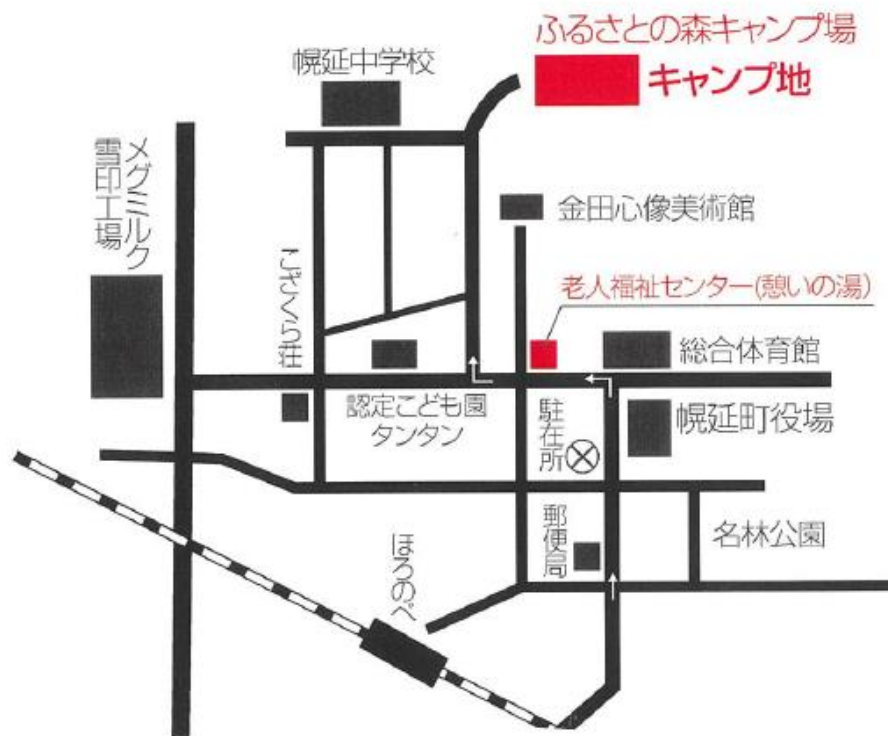 ふるさとの森キャンプ場
キャンプ地
幌延中学校
メグミルク
雪印工場
金田心像美術館
こざくら荘
老人福祉センター(憩いの湯)
総合体育館
認定こども園
タンタン
駐在所
幌延町役場
郵便局
名林公園
ほろのべ